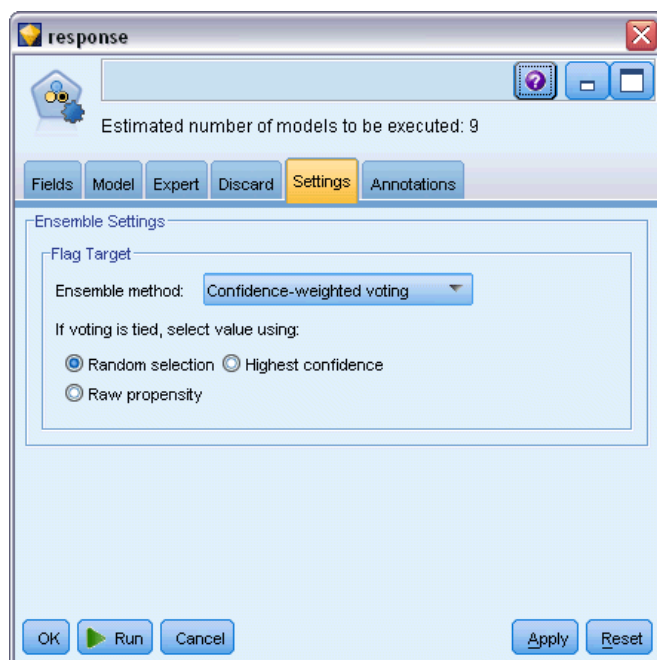 response
Estimated number of models to be executed: 9
Fields Model Expert Discard Settings Annotations
Ensemble Settings
Flag Target
Ensemble method: Confidence-weighted voting
If voting is tied, select value using:
Random selection Highest confidence
Raw propensity
OK Run Cancel Apply Reset